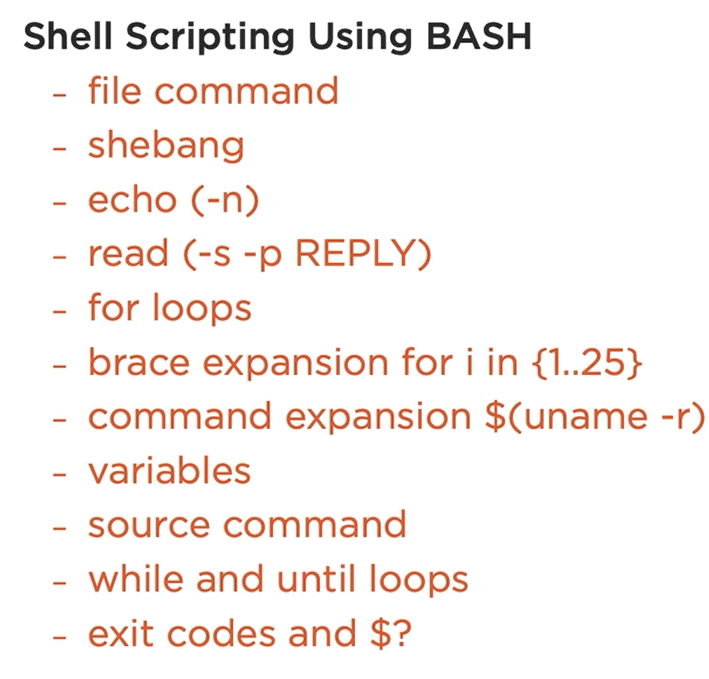 Shell Scripting Using BASH
- file command
- shebang
- echo (-n)
- read (-s -p REPLY)
- for loops
- brace expansion for i in {1..25}
- command expansion $(uname -r)
- variables
- source command
- while and until loops
- exit codes and $?